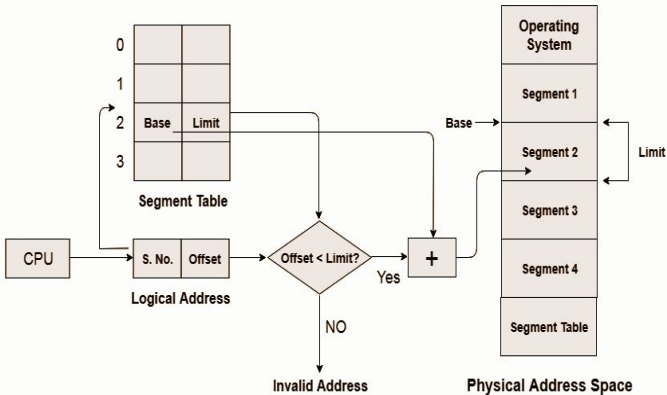 0
1
2
3
Base
Limit
Segment Table
CPU
S. No.
Offset
Logical Address
Offset < Limit?
Yes
+
NO
Invalid Address
Operating
System
Segment 1
Base
Segment 2
Limit
Segment 3
Segment 4
Segment Table
Physical Address Space